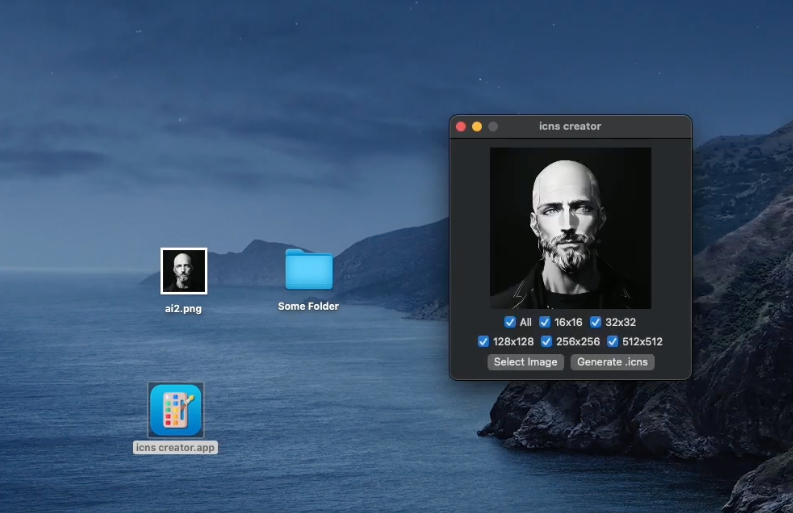 icns creator
ai2.png
Some Folder
All 16x16 32x32
128x128 256x256 512x512
Select Image Generate .icns
icns creator.app